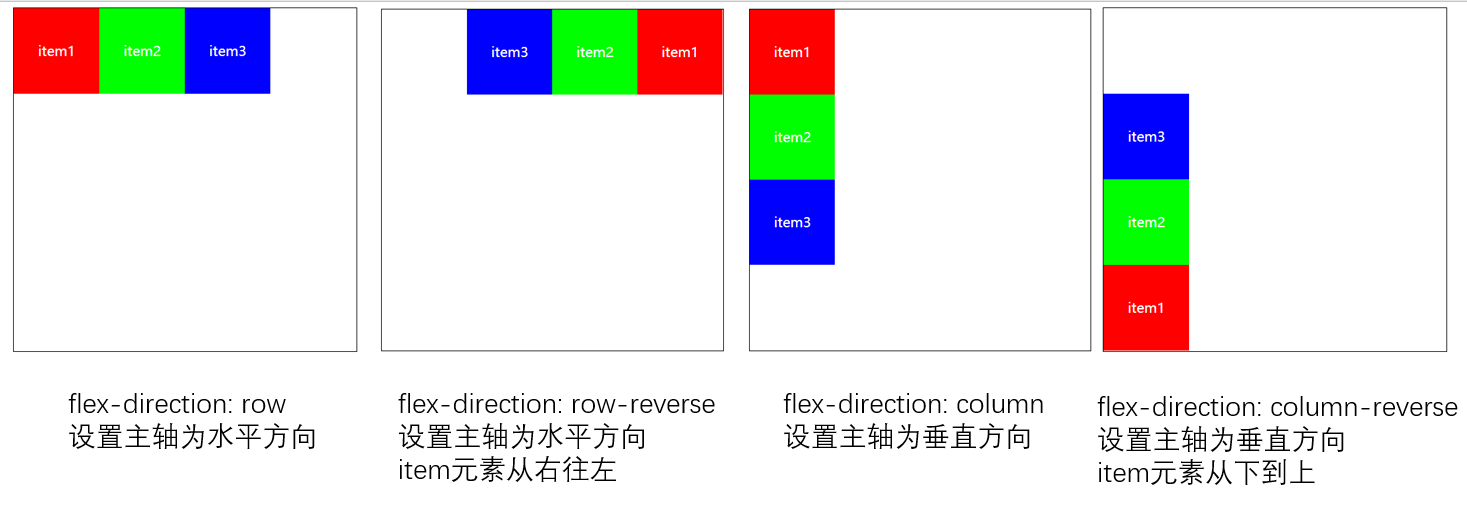 item1 item2 item3
item3 item2 item1
item1
item2
item3
item3
item2
item1
flex-direction: row
设置主轴为水平方向
flex-direction: row-reverse
设置主轴为水平方向
item元素从右往左
flex-direction: column
设置主轴为垂直方向
flex-direction: column-reverse
设置主轴为垂直方向
item元素从下到上